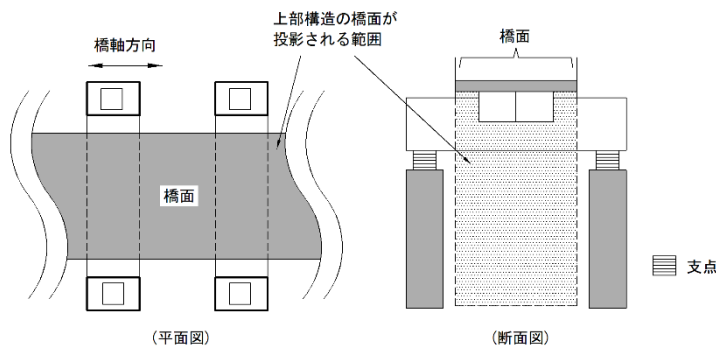 上部構造の橋面が
投影される範囲
橋軸方向
橋面
橋面
支点
(平面図)
(断面図)